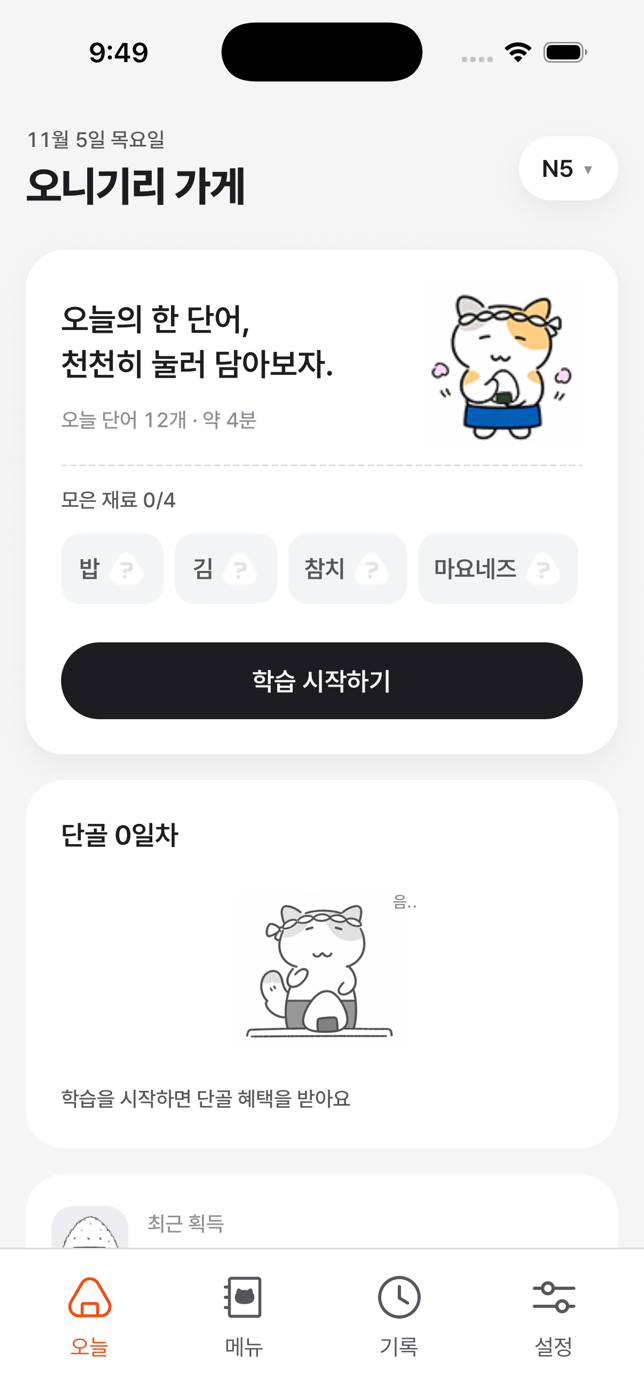 9:49
11월 5일 목요일
오니기리 가게
N5
오늘의 한 단어,
천천히 눌러 담아보자.
오늘 단어 12개 · 약 4분
모은 재료 0/4
밥 ? 김 ? 참치 ? 마요네즈 ?
학습 시작하기
단골 0일차
음..
학습을 시작하면 단골 혜택을 받아요
최근 획득
오늘 메뉴 기록 설정